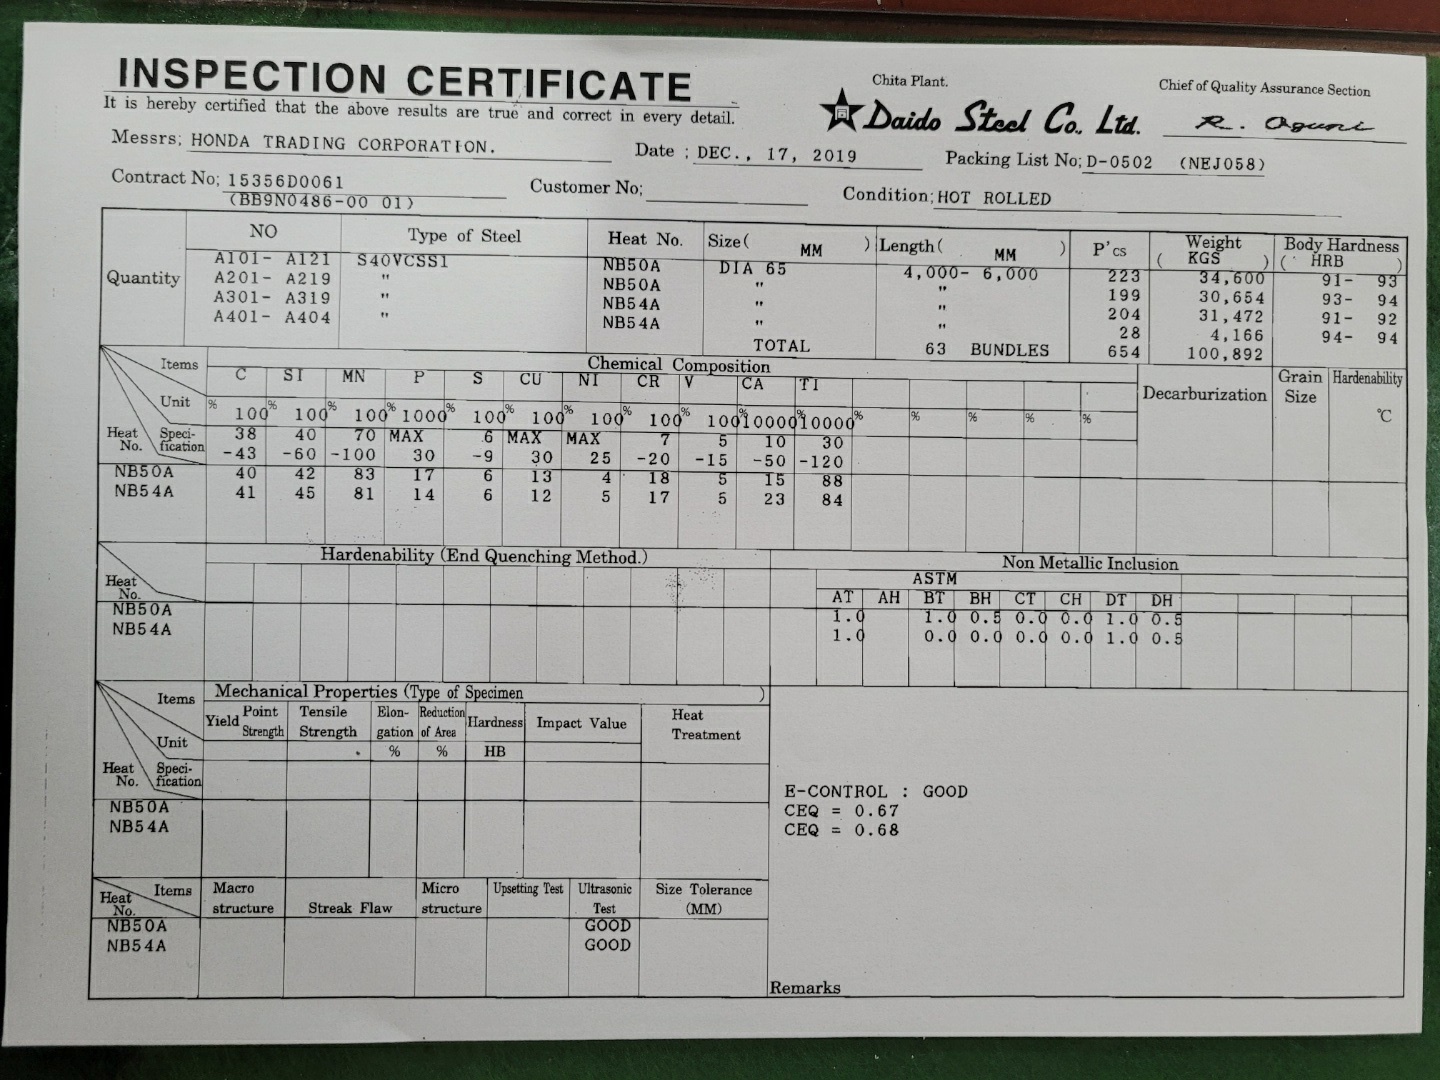 INSPECTION CERTIFICATE
It is hereby certified that the above results are true and correct in every detail.
Chita Plant.
Daido Steel Co., Ltd.
Chief of Quality Assurance Section
R. Oguni
Messrs; HONDA TRADING CORPORATION.
Date ; DEC., 17, 2019
Packing List No; D-0502 (NEJ058)
Contract No; 15356D0061
(BB9N0486-00 01)
Customer No;
Condition; HOT ROLLED
NO Type of Steel Heat No. Size( MM ) Length( MM ) P'cs Weight ( KGS ) Body Hardness ( HRB )
Quantity
A101- A121 S40VCSS1 NB50A DIA 65 4,000- 6,000 223 34,600 91- 93
A201- A219 " NB50A " " 199 30,654 93- 94
A301- A319 " NB54A " " 204 31,472 91- 92
A401- A404 " NB54A " " 28 4,166 94- 94
TOTAL 63 BUNDLES 654 100,892
Items Chemical Composition
C SI MN P S CU NI CR V CA TI
Decarburization Grain Size Hardenability °C
Unit % 100 % 100 % 100 % 1000 % 100 % 100 % 100 % 100 % 100 % 10000 % 10000 % % % % %
Heat No. Speci-fication
38 40 70 MAX 6 MAX MAX 7 5 10 30
-43 -60 -100 30 -9 30 25 -20 -15 -50 -120
NB50A 40 42 83 17 6 13 4 18 5 15 88
NB54A 41 45 81 14 6 12 5 17 5 23 84
Hardenability (End Quenching Method.)
Non Metallic Inclusion
ASTM
Heat No.
AT AH BT BH CT CH DT DH
NB50A 1.0 1.0 0.5 0.0 0.0 1.0 0.5
NB54A 1.0 0.0 0.0 0.0 0.0 1.0 0.5
Items Mechanical Properties (Type of Specimen )
Yield Point Strength Tensile Strength Elon-gation Reduction of Area Hardness Impact Value Heat Treatment
Unit % % HB
Heat No. Speci-fication
NB50A
NB54A
E-CONTROL : GOOD
CEQ = 0.67
CEQ = 0.68
Heat No. Items Macro structure Streak Flaw Micro structure Upsetting Test Ultrasonic Test Size Tolerance (MM)
NB50A GOOD
NB54A GOOD
Remarks